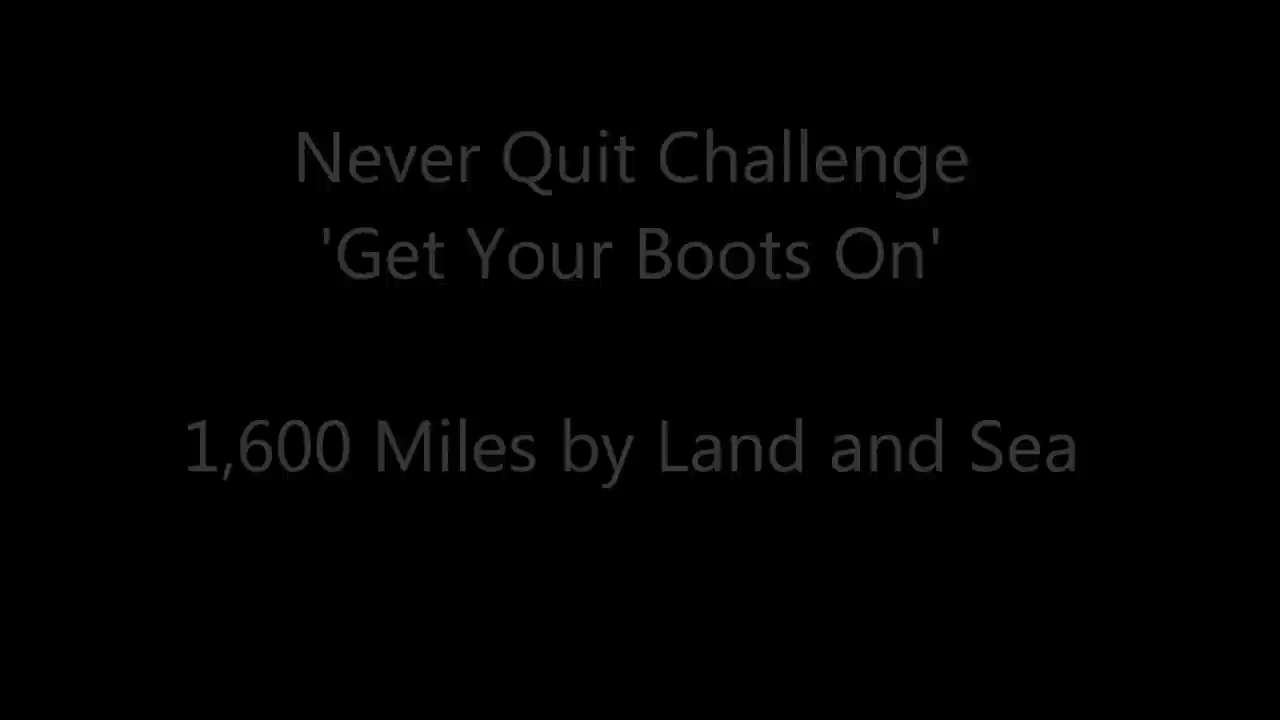 Never Quit Challenge
'Get Your Boots On'
1,600 Miles by Land and Sea